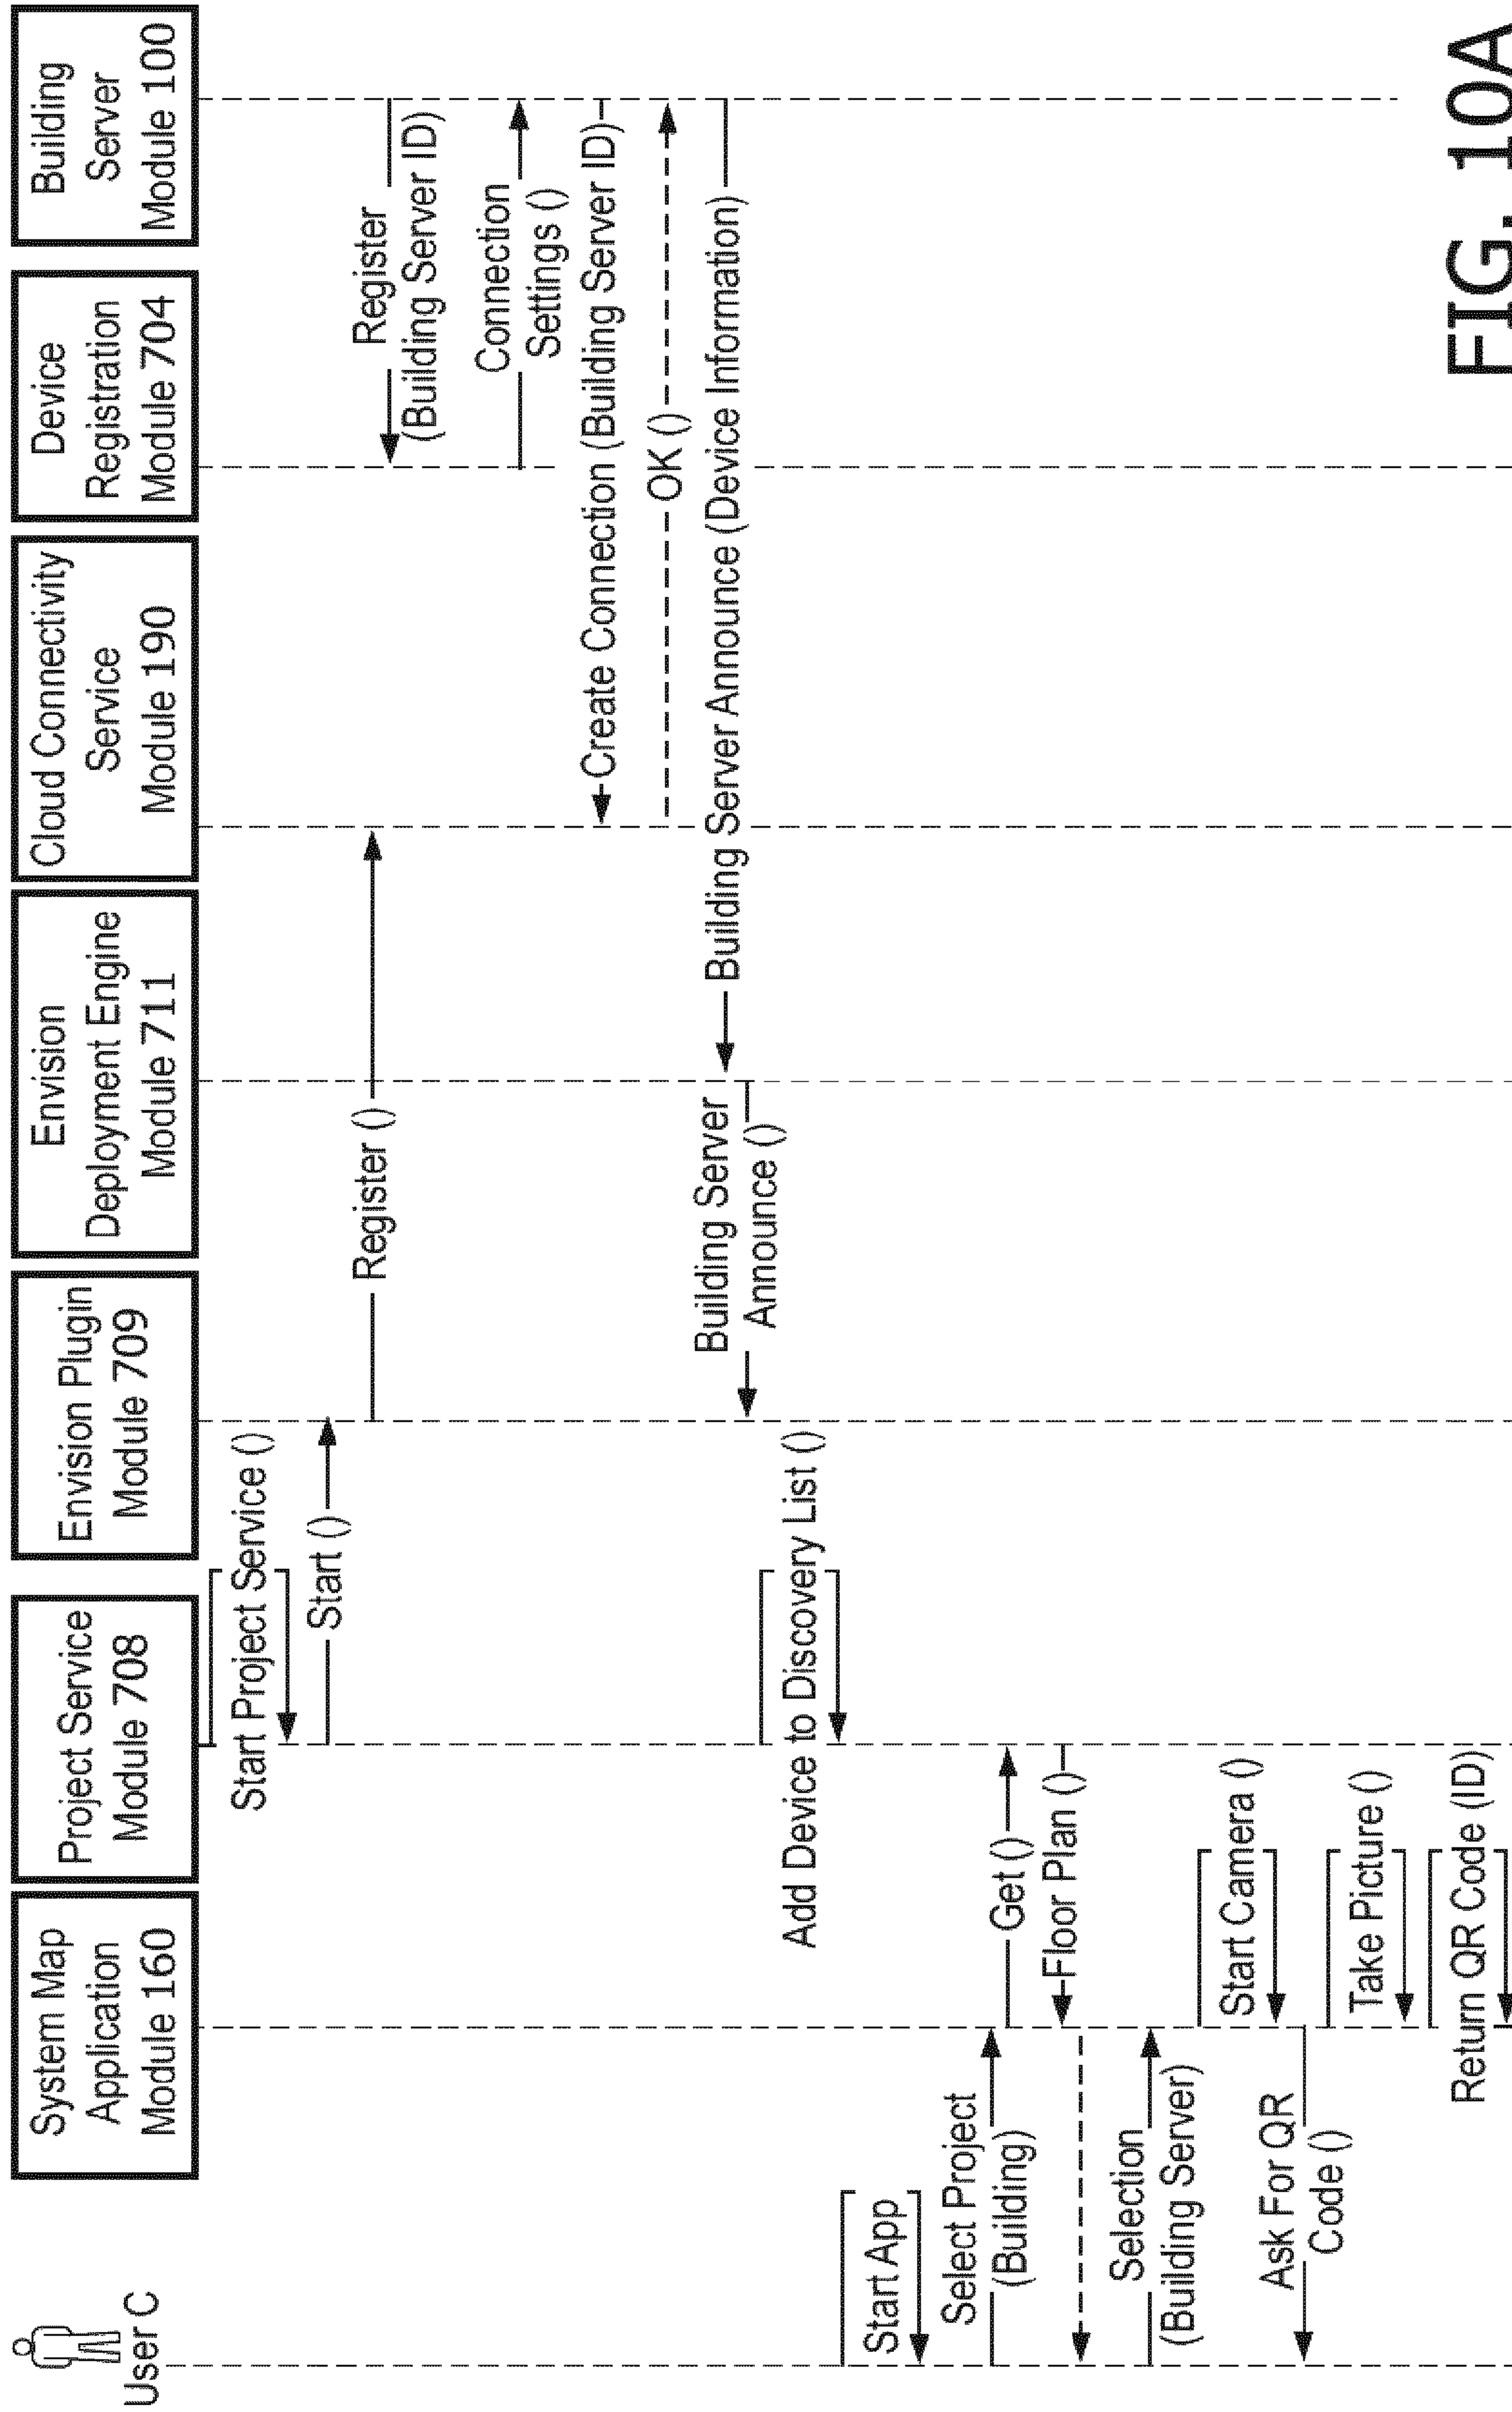 User C
System Map
Application
Module 160
Project Service
Module 708
Envision Plugin
Module 709
Envision
Deployment Engine
Module 711
Cloud Connectivity
Service
Module 190
Device
Registration
Module 704
Building
Server
Module 100
Start Project Service ()
Start ()
Register ()
Register
(Building Server ID)
Connection
Settings ()
Create Connection (Building Server ID)
OK ()
Building Server Announce (Device Information)
Building Server
Announce ()
Add Device to Discovery List ()
Start App
Select Project
(Building)
Get ()
Floor Plan ()
Selection
(Building Server)
Start Camera ()
Ask For QR
Code ()
Take Picture ()
Return QR Code (ID)
FIG. 10A